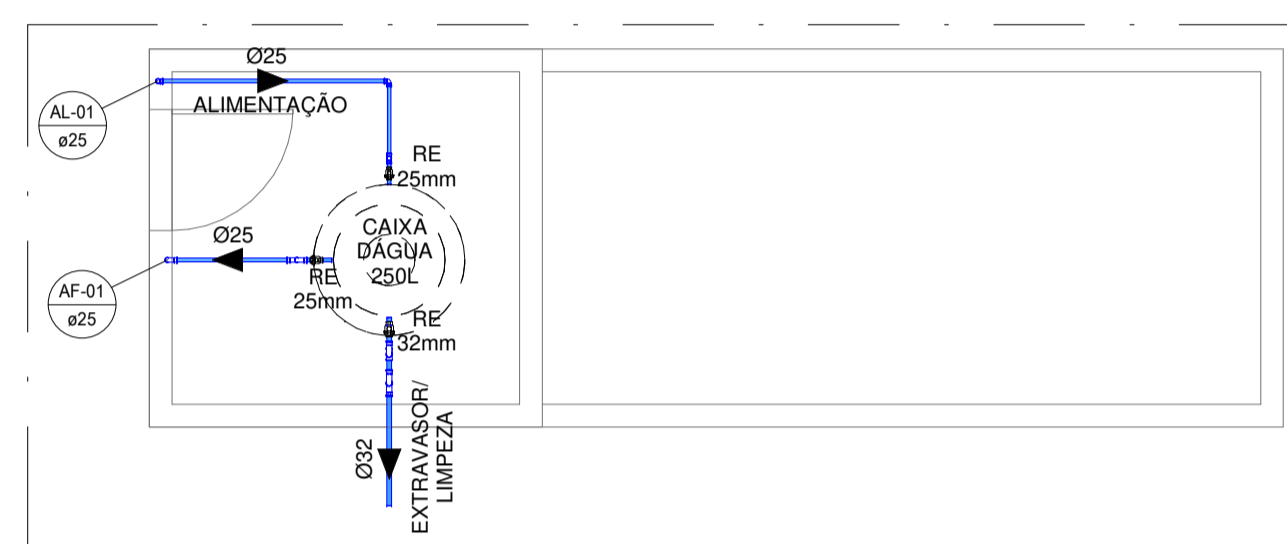 Ø25
ALIMENTAÇÃO
AL-01
ø25
RE
25mm
CAIXA
DÁGUA
250L
Ø25
RE
25mm
AF-01
ø25
RE
32mm
Ø32
EXTRAVASOR/
LIMPEZA